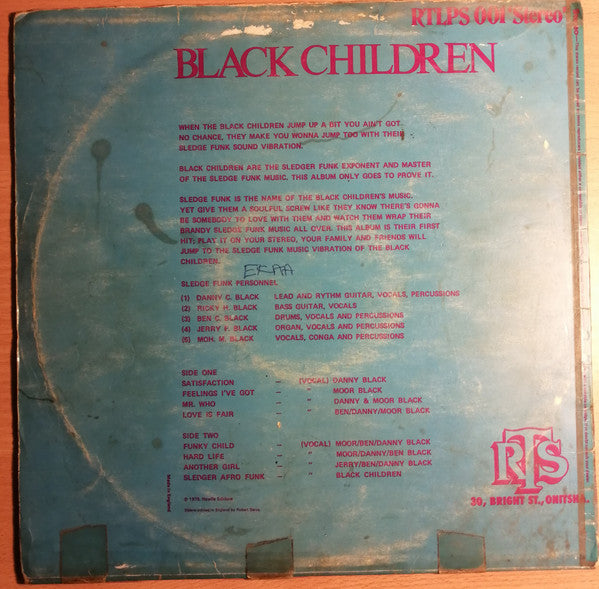 RTLPS 001 "Stereo"
BLACK CHILDREN
WHEN THE BLACK CHILDREN JUMP UP A BIT YOU AIN'T GOT
NO CHANCE, THEY MAKE YOU WONNA JUMP TOO WITH THEIR
SLEDGE FUNK SOUND VIBRATION.
BLACK CHILDREN ARE THE SLEDGER FUNK EXPONENT AND MASTER
OF THE SLEDGE FUNK MUSIC. THIS ALBUM ONLY GOES TO PROVE IT.
SLEDGE FUNK IS THE NAME OF THE BLACK CHILDREN'S MUSIC.
YET GIVE THEM A SOULFUL SCREW LIKE THEY KNOW THERE'S GONNA
BE SOMEBODY TO LOVE WITH THEM AND WATCH THEM WRAP THEIR
BRANDY SLEDGE FUNK MUSIC ALL OVER. THIS ALBUM IS THEIR FIRST
HIT; PLAY IT ON YOUR STEREO, YOUR FAMILY AND FRIENDS WILL
JUMP TO THE SLEDGE FUNK MUSIC VIBRATION OF THE BLACK
CHILDREN.
SLEDGE FUNK PERSONNEL
(1) DANNY C. BLACK LEAD AND RYTHM GUITAR, VOCALS, PERCUSSIONS
(2) RICKY H. BLACK BASS GUITAR, VOCALS
(3) BEN C. BLACK DRUMS, VOCALS AND PERCUSSIONS
(4) JERRY P. BLACK ORGAN, VOCALS AND PERCUSSIONS
(5) MOH. M. BLACK VOCALS, CONGA AND PERCUSSIONS
SIDE ONE
SATISFACTION – (VOCAL) DANNY BLACK
FEELINGS I'VE GOT – " MOOR BLACK
MR. WHO – " DANNY & MOOR BLACK
LOVE IS FAIR – " BEN/DANNY/MOOR BLACK
SIDE TWO
FUNKY CHILD – (VOCAL) MOOR/BEN/DANNY BLACK
HARD LIFE – " MOOR/DANNY/BEN BLACK
ANOTHER GIRL – " JERRY/BEN/DANNY BLACK
SLENGER AFRO FUNK – " BLACK CHILDREN
Made in England
RTS
30, BRIGHT ST., ONITSHA.